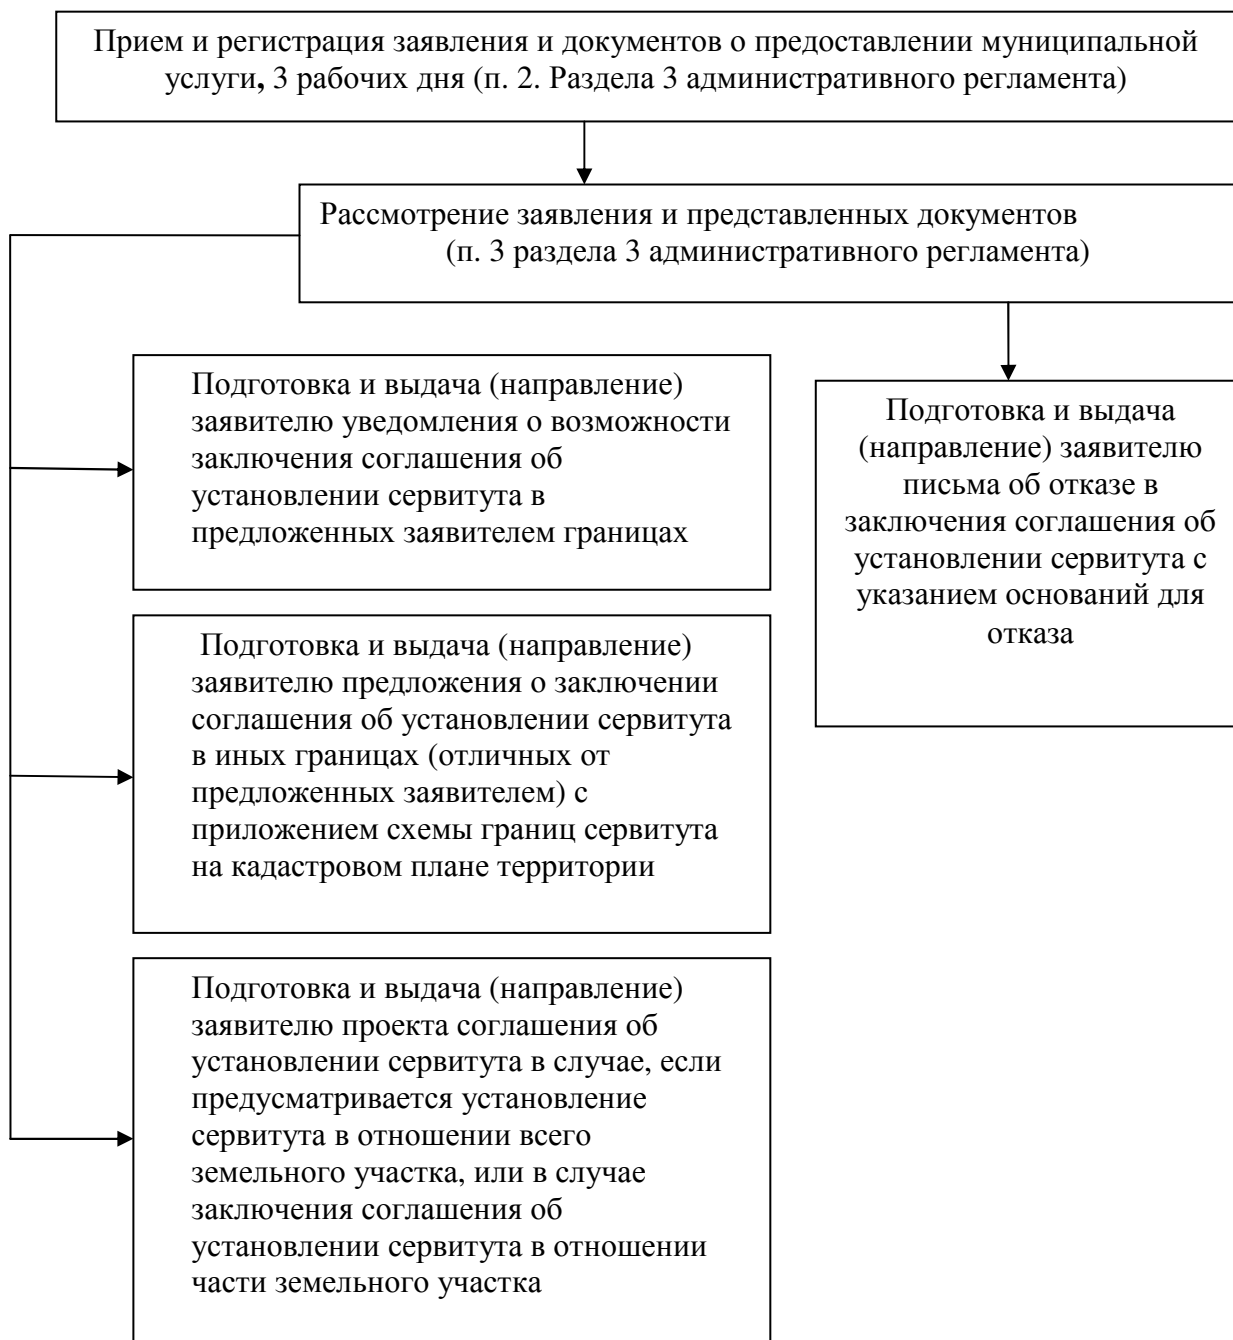 Прием и регистрация заявления и документов о предоставлении муниципальной
услуги, 3 рабочих дня (п. 2. Раздела 3 административного регламента)
Рассмотрение заявления и представленных документов
(п. 3 раздела 3 административного регламента)
Подготовка и выдача (направление)
заявителю уведомления о возможности
заключения соглашения об
установлении сервитута в
предложенных заявителем границах
Подготовка и выдача
(направление) заявителю
письма об отказе в
заключения соглашения об
установлении сервитута с
указанием оснований для
отказа
Подготовка и выдача (направление)
заявителю предложения о заключении
соглашения об установлении сервитута
в иных границах (отличных от
предложенных заявителем) с
приложением схемы границ сервитута
на кадастровом плане территории
Подготовка и выдача (направление)
заявителю проекта соглашения об
установлении сервитута в случае, если
предусматривается установление
сервитута в отношении всего
земельного участка, или в случае
заключения соглашения об
установлении сервитута в отношении
части земельного участка